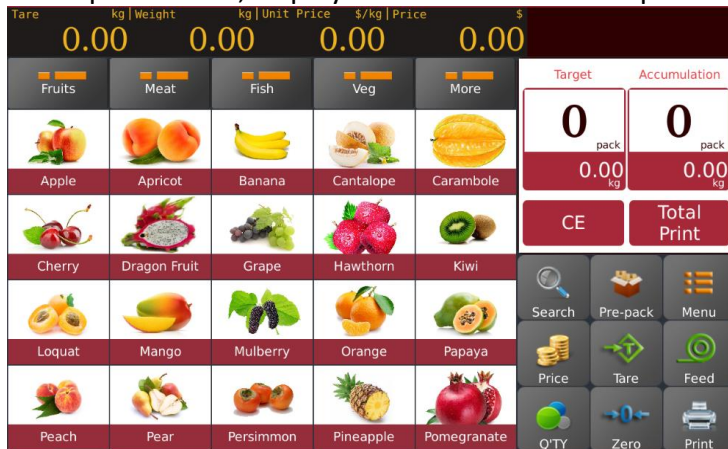 Tare kg|Weight kg|Unit Price $/kg|Price $
0.00 0.00 0.00 0.00
Fruits Meat Fish Veg More
Target Accumulation
0 pack 0 pack
0.00 kg 0.00 kg
Apple Apricot Banana Cantalope Carambole
CE Total Print
Cherry Dragon Fruit Grape Hawthorn Kiwi
Search Pre-pack Menu
Loquat Mango Mulberry Orange Papaya
Price Tare Feed
Peach Pear Persimmon Pineapple Pomegranate
Q'TY Zero Print